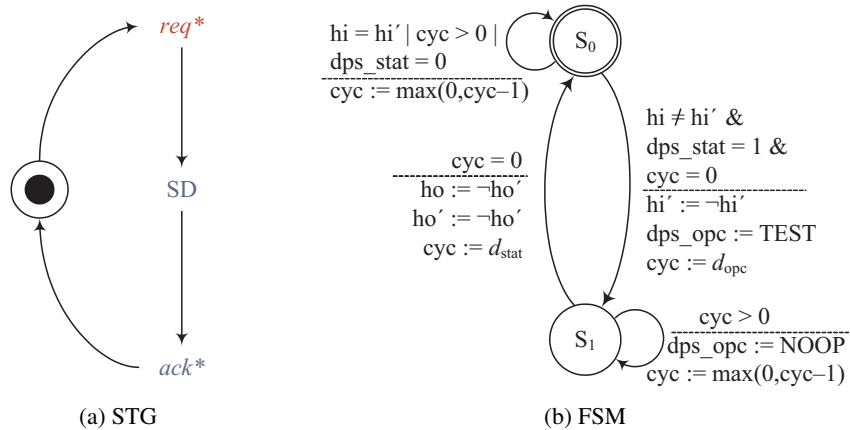 req*
SD
ack*
(a) STG
hi = hi′ | cyc > 0 |
dps_stat = 0
cyc := max(0,cyc–1)
S0
hi ≠ hi′ &
dps_stat = 1 &
cyc = 0
hi′ := ¬hi′
dps_opc := TEST
cyc := dopc
cyc = 0
ho := ¬ho′
ho′ := ¬ho′
cyc := dstat
S1
cyc > 0
dps_opc := NOOP
cyc := max(0,cyc–1)
(b) FSM